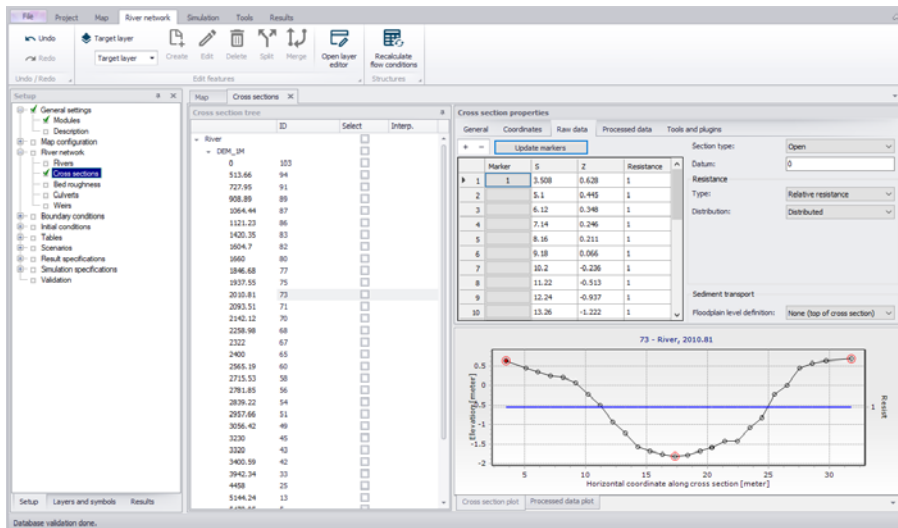 File Project Map River network Simulation Tools Results
Undo
Redo
Undo / Redo
Target layer
Target layer
Create Edit Delete Split Merge Open layer editor
Edit features
Recalculate flow conditions
Structures
Setup
General settings
Modules
Description
Map configuration
River network
Rivers
Cross sections
Bed roughness
Culverts
Weirs
Boundary conditions
Initial conditions
Tables
Scenarios
Result specifications
Simulation specifications
Validation
Setup Layers and symbols Results
Map Cross sections
Cross section tree
ID Select Interp.
River
DEM_1M
0 103
513.66 94
727.95 91
908.89 89
1064.44 87
1121.23 86
1420.35 83
1604.7 82
1660 80
1846.68 77
1937.55 75
2010.81 73
2093.51 71
2142.12 70
2258.98 68
2322 67
2400 65
2565.19 60
2715.53 58
2781.85 56
2839.22 54
2957.66 51
3056.42 49
3230 45
3320 43
3400.59 42
3942.34 33
4458 25
5144.24 13
Cross section properties
General Coordinates Raw data Processed data Tools and plugins
+ − Update markers
Marker S Z Resistance
1 1 3.508 0.628 1
2 5.1 0.445 1
3 6.12 0.348 1
4 7.14 0.246 1
5 8.16 0.211 1
6 9.18 0.066 1
7 10.2 -0.236 1
8 11.22 -0.513 1
9 12.24 -0.937 1
10 13.26 -1.222 1
Section type: Open
Datum: 0
Resistance
Type: Relative resistance
Distribution: Distributed
Sediment transport
Floodplain level definition: None (top of cross section)
73 - River, 2010.81
Elevation [meter]
0.5
0
-0.5
-1
-1.5
-2
5 10 15 20 25 30
Horizontal coordinate along cross section [meter]
1
Resist
Cross section plot Processed data plot
Database validation done.